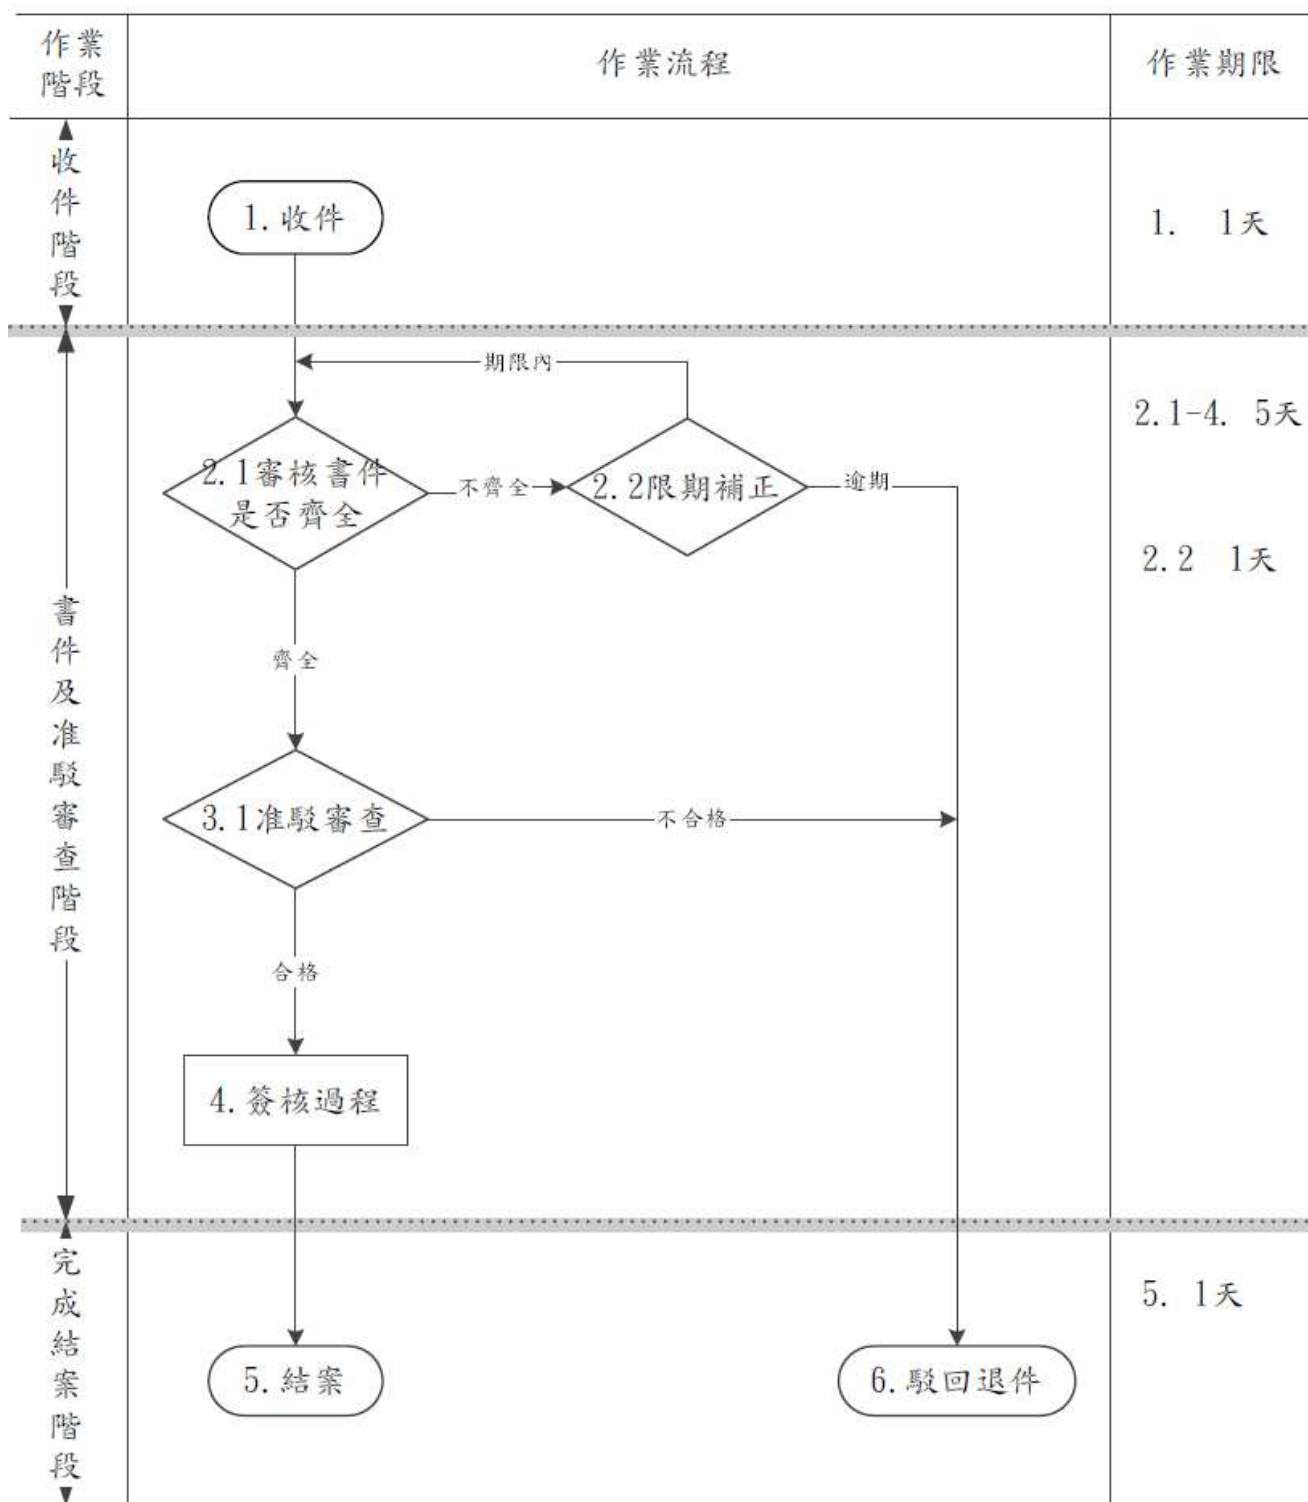 作業
階段
作業流程
作業期限
收件階段
1.收件
1. 1天
書件及准駁審查階段
期限內
2.1-4. 5天
2.1審核書件
是否齊全
不齊全
2.2限期補正
逾期
2.2 1天
齊全
3.1准駁審查
不合格
合格
4.簽核過程
完成結案階段
5. 1天
5.結案
6.駁回退件